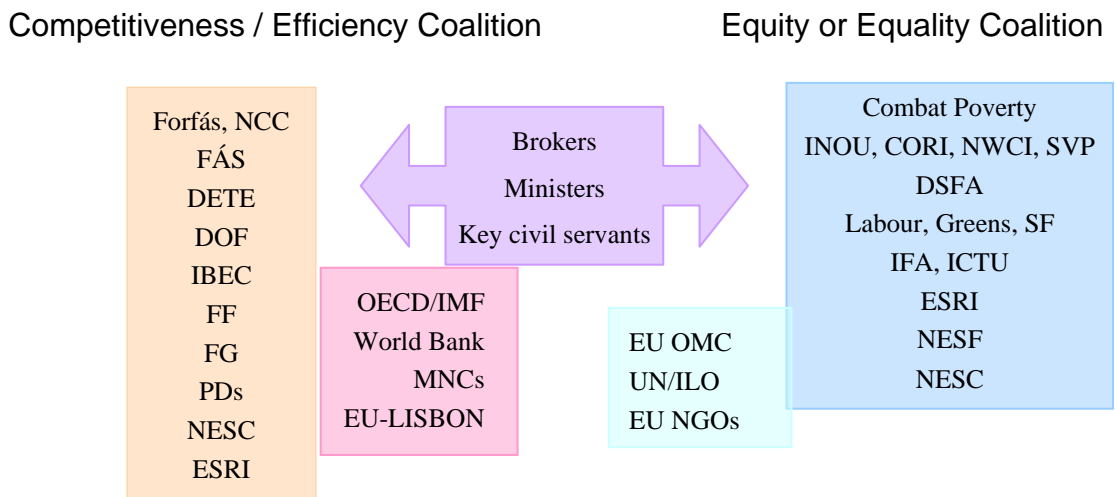 Competitiveness / Efficiency Coalition
Equity or Equality Coalition
Forfás, NCC
FÁS
DETE
DOF
IBEC
FF
FG
PDs
NESC
ESRI
OECD/IMF
World Bank
MNCs
EU-LISBON
Brokers
Ministers
Key civil servants
EU OMC
UN/ILO
EU NGOs
Combat Poverty
INOU, CORI, NWCI, SVP
DSFA
Labour, Greens, SF
IFA, ICTU
ESRI
NESF
NESC